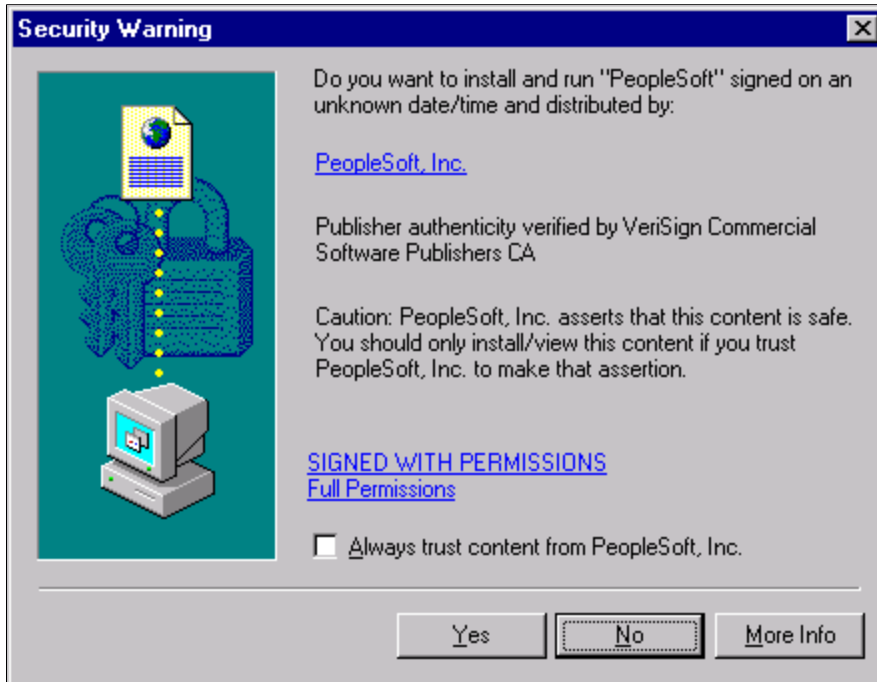 Security Warning
Do you want to install and run "PeopleSoft" signed on an
unknown date/time and distributed by:
PeopleSoft, Inc.
Publisher authenticity verified by VeriSign Commercial
Software Publishers CA
Caution: PeopleSoft, Inc. asserts that this content is safe.
You should only install/view this content if you trust
PeopleSoft, Inc. to make that assertion.
SIGNED WITH PERMISSIONS
Full Permissions
Always trust content from PeopleSoft, Inc.
Yes No More Info